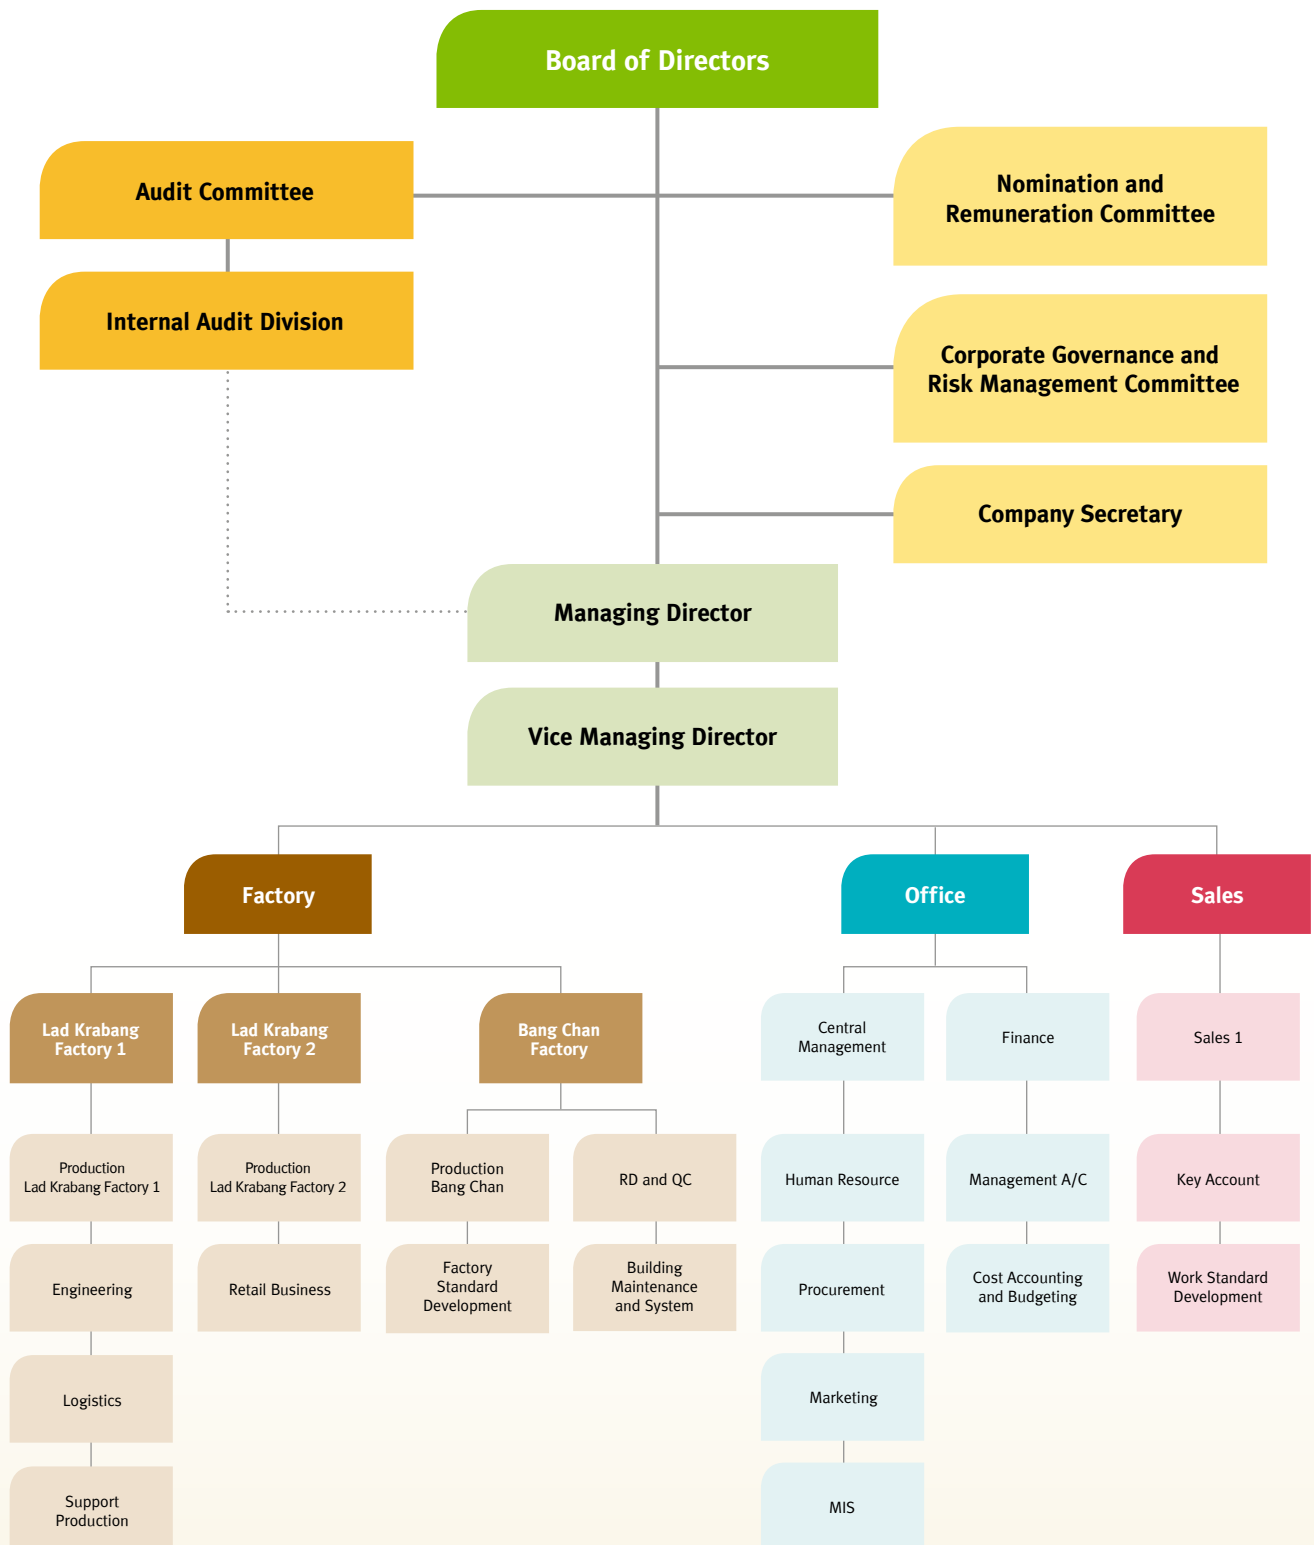 Board of Directors
Audit Committee
Nomination and
Remuneration Committee
Internal Audit Division
Corporate Governance and
Risk Management Committee
Company Secretary
Managing Director
Vice Managing Director
Factory
Office
Sales
Lad Krabang
Factory 1
Lad Krabang
Factory 2
Bang Chan
Factory
Central
Management
Finance
Sales 1
Production
Lad Krabang Factory 1
Production
Lad Krabang Factory 2
Production
Bang Chan
RD and QC
Human Resource
Management A/C
Key Account
Engineering
Retail Business
Factory
Standard
Development
Building
Maintenance
and System
Procurement
Cost Accounting
and Budgeting
Work Standard
Development
Logistics
Marketing
Support
Production
MIS